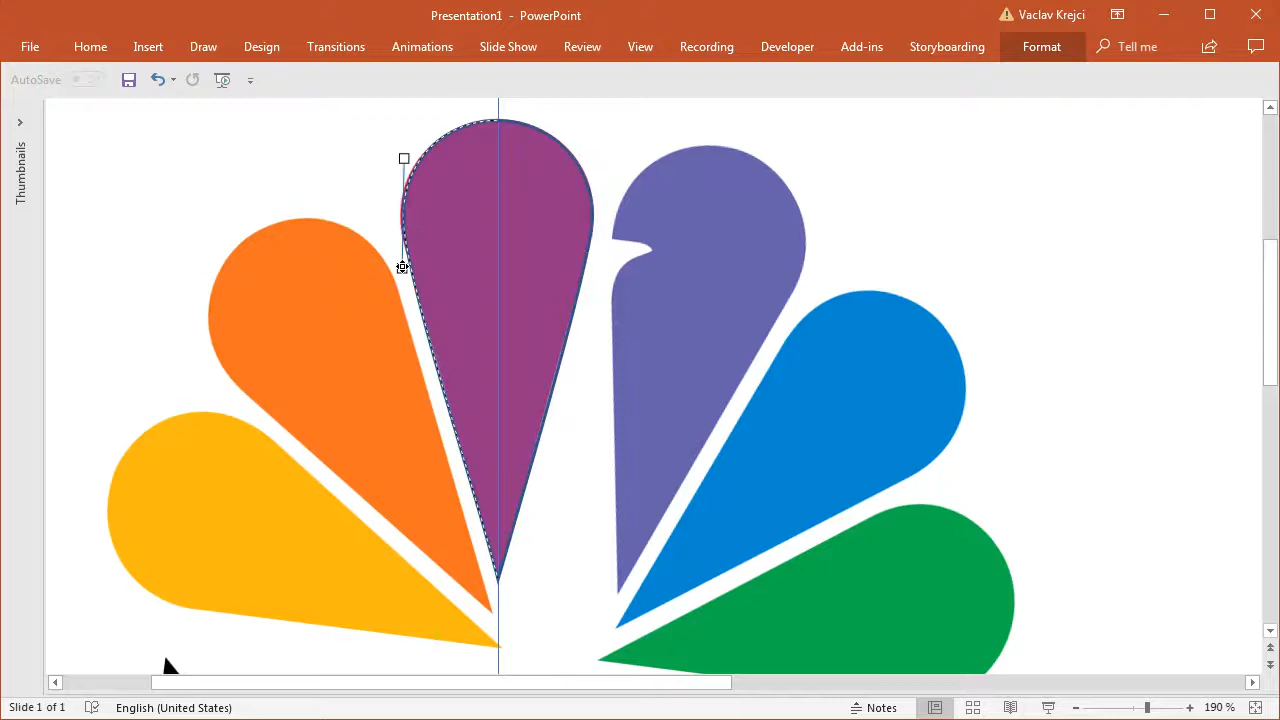 Presentation1 - PowerPoint
Vaclav Krejci
File Home Insert Draw Design Transitions Animations Slide Show Review View Recording Developer Add-ins Storyboarding Format Tell me
AutoSave
Thumbnails
Slide 1 of 1 English (United States) Notes 190 %